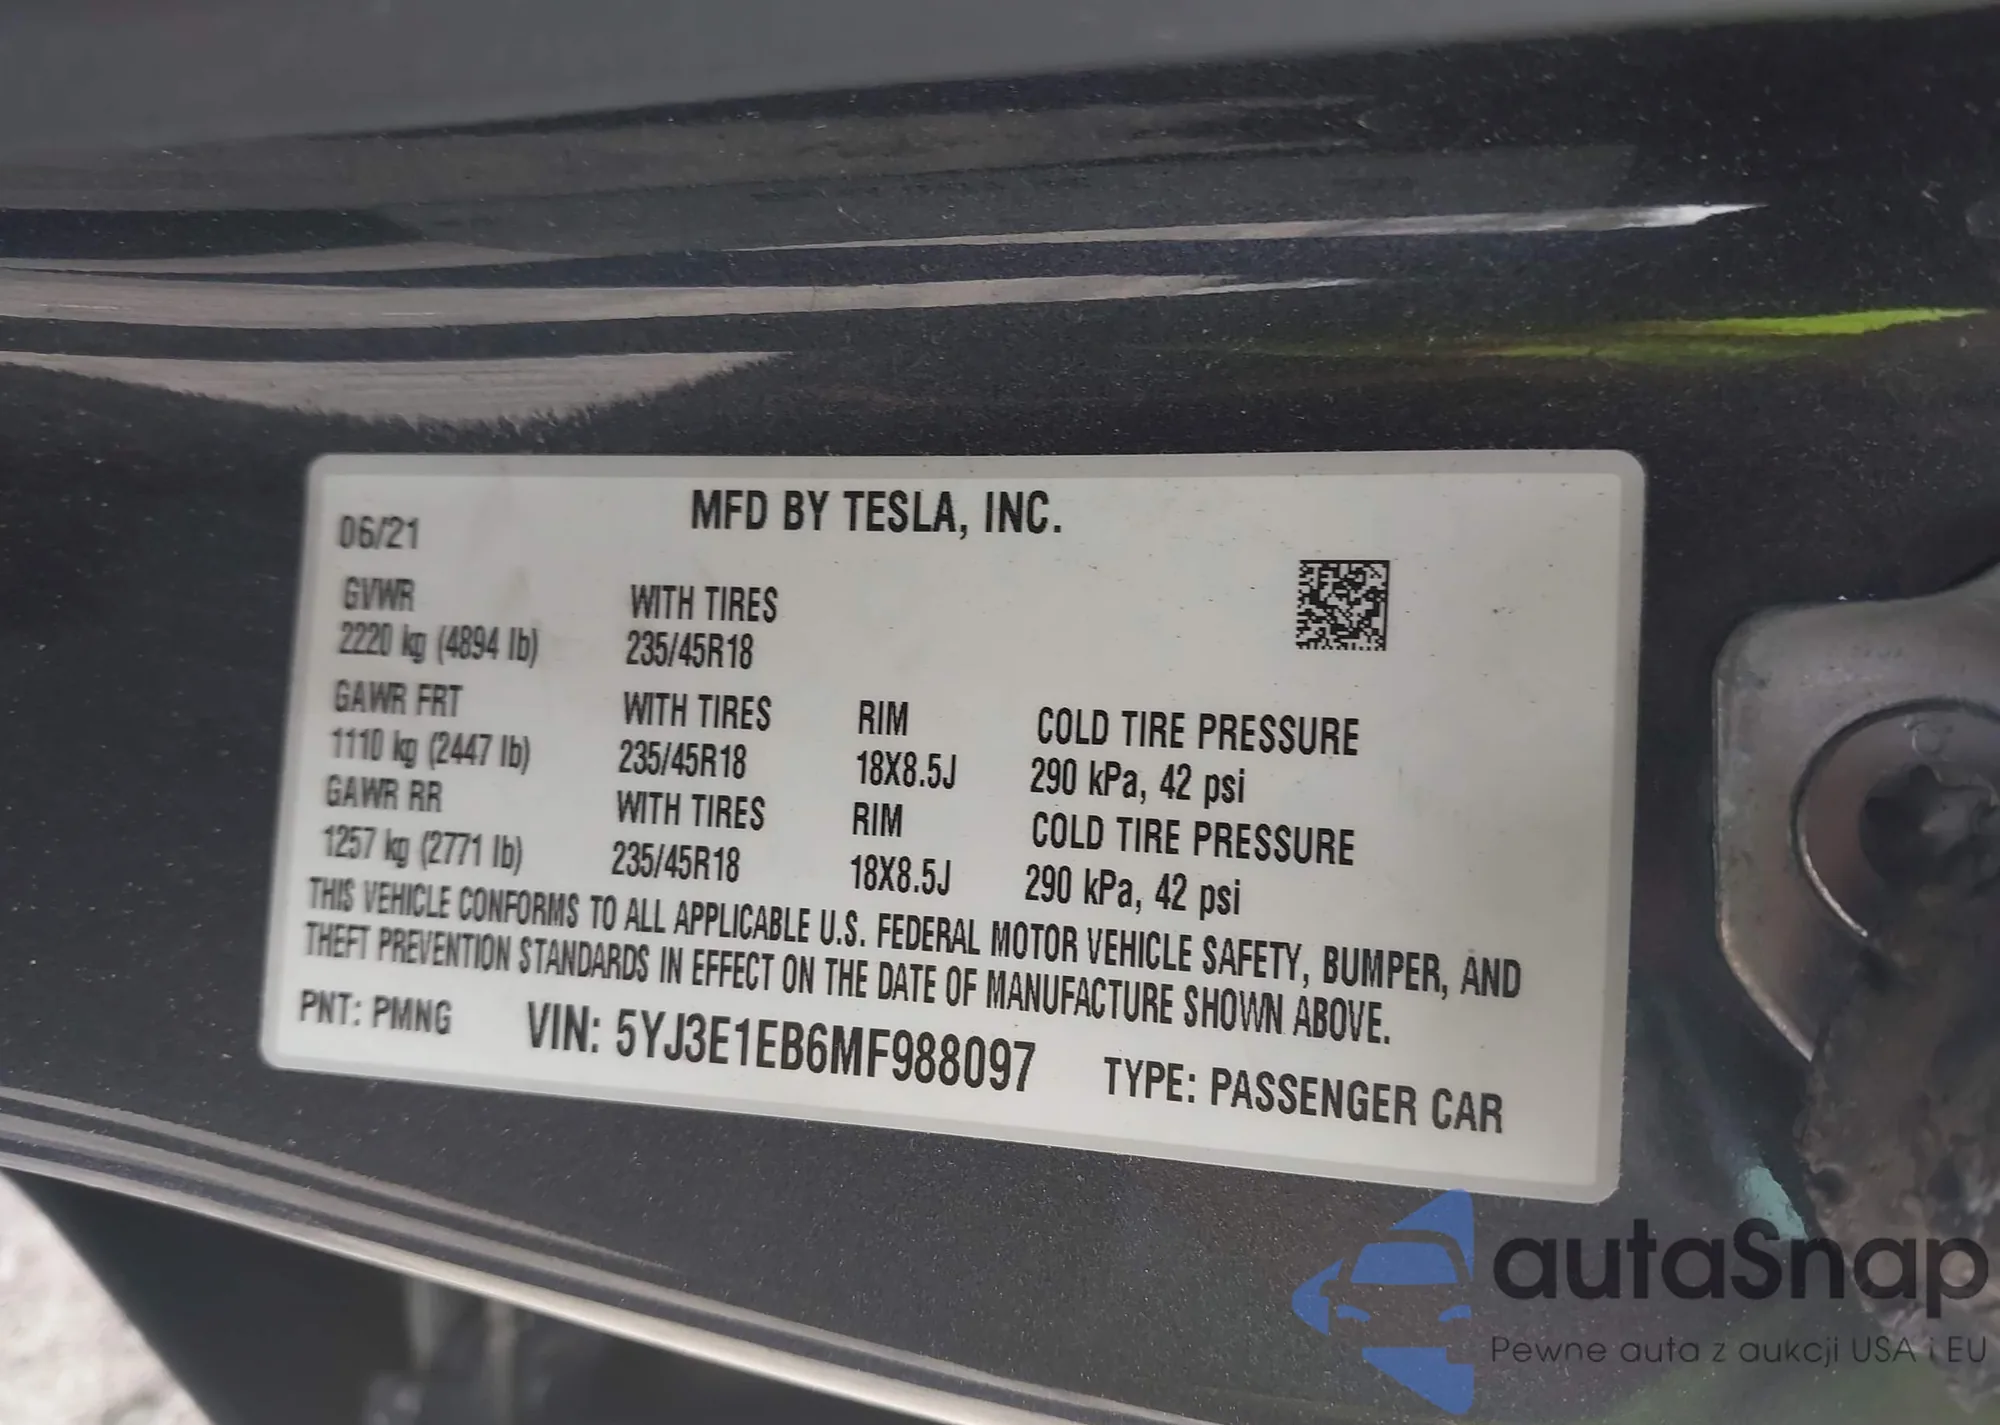 MFD BY TESLA, INC.
06/21
GVWR WITH TIRES
2220 kg (4894 lb) 235/45R18
GAWR FRT WITH TIRES RIM COLD TIRE PRESSURE
1110 kg (2447 lb) 235/45R18 18X8.5J 290 kPa, 42 psi
GAWR RR WITH TIRES RIM COLD TIRE PRESSURE
1257 kg (2771 lb) 235/45R18 18X8.5J 290 kPa, 42 psi
THIS VEHICLE CONFORMS TO ALL APPLICABLE U.S. FEDERAL MOTOR VEHICLE SAFETY, BUMPER, AND
THEFT PREVENTION STANDARDS IN EFFECT ON THE DATE OF MANUFACTURE SHOWN ABOVE.
PNT: PMNG VIN: 5YJ3E1EB6MF988097 TYPE: PASSENGER CAR
autaSnap
Pewne auta z aukcji USA i EU